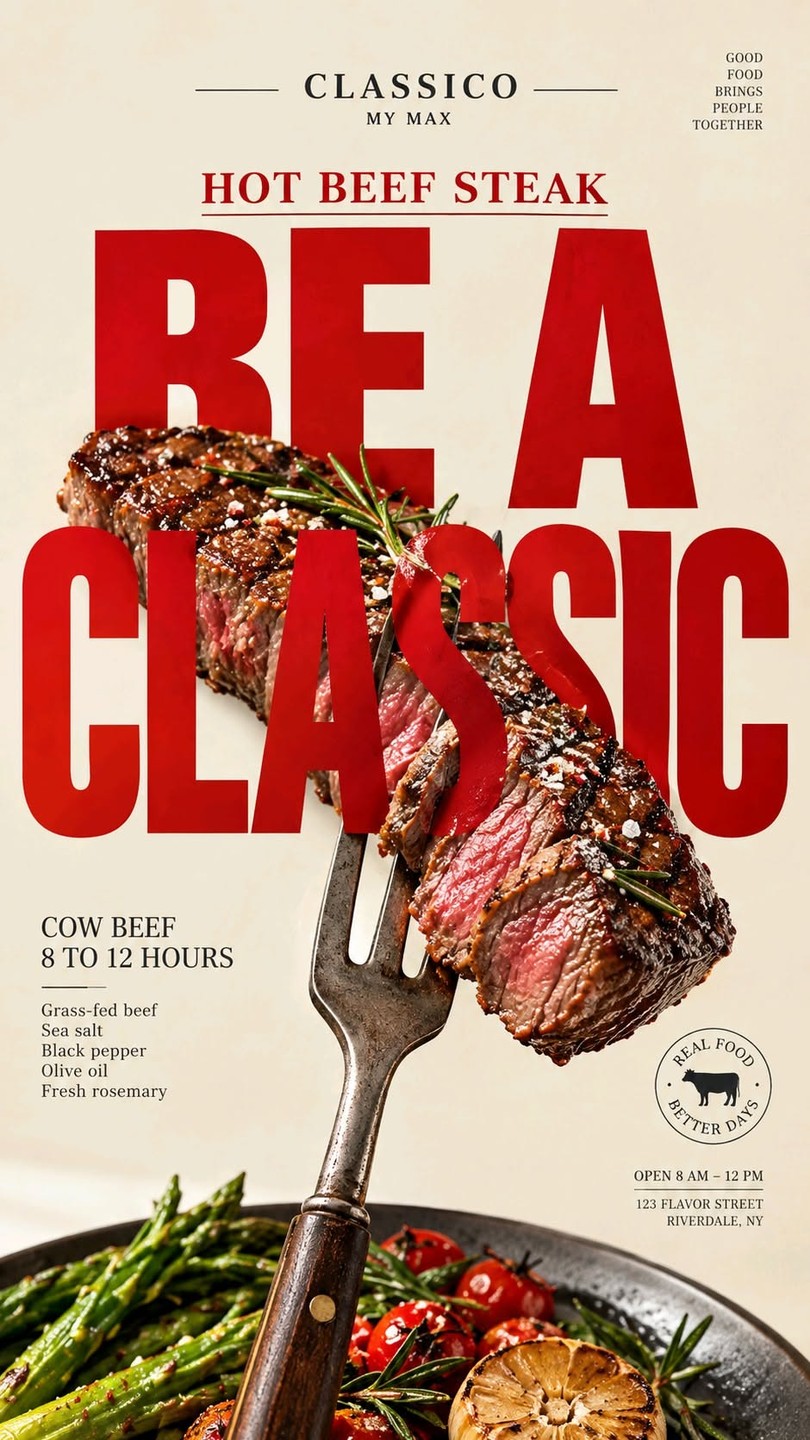 CLASSICO
MY MAX
GOOD
FOOD
BRINGS
PEOPLE
TOGETHER
HOT BEEF STEAK
BE A
CLASSIC
COW BEEF
8 TO 12 HOURS
Grass-fed beef
Sea salt
Black pepper
Olive oil
Fresh rosemary
REAL FOOD
BETTER DAYS
OPEN 8 AM – 12 PM
123 FLAVOR STREET
RIVERDALE, NY